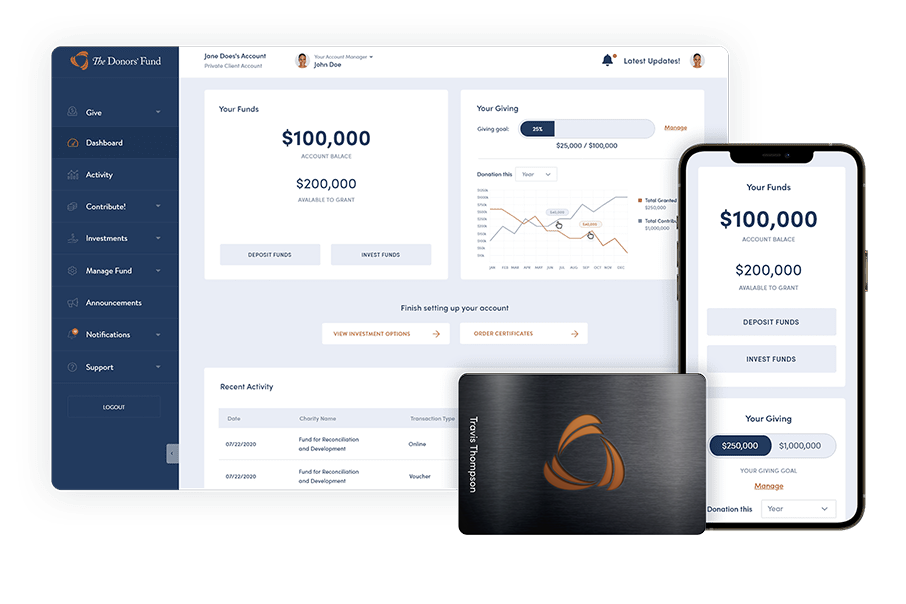 The Donors' Fund
Give
Dashboard
Activity
Contribute!
Investments
Manage Fund
Announcements
Notifications
Support
LOGOUT
Jane Does's Account
Private Client Account
Your Account Manager
John Doe
Latest Updates!
Your Funds
$100,000
ACCOUNT BALACE
$200,000
AVALABLE TO GRANT
DEPOSIT FUNDS
INVEST FUNDS
Your Giving
Giving goal:
25%
Manage
$25,000 / $100,000
Donation this
Year
$40,000
$40,000
Total Granted
$250,000
Total Contrib
$1,000,000
JAN FEB MAR APR MAY JUN JUL AUG SEP OCT NOV DEC
Finish setting up your account
VIEW INVESTMENT OPTIONS
ORDER CERTIFICATES
Recent Activity
Date Charity Name Transaction Type
07/22/2020 Fund for Reconciliation and Development Online
07/22/2020 Fund for Reconciliation and Development Voucher
Travis Thompson
Your Funds
$100,000
ACCOUNT BALACE
$200,000
AVALABLE TO GRANT
DEPOSIT FUNDS
INVEST FUNDS
Your Giving
$250,000 $1,000,000
YOUR GIVING GOAL
Manage
Donation this
Year